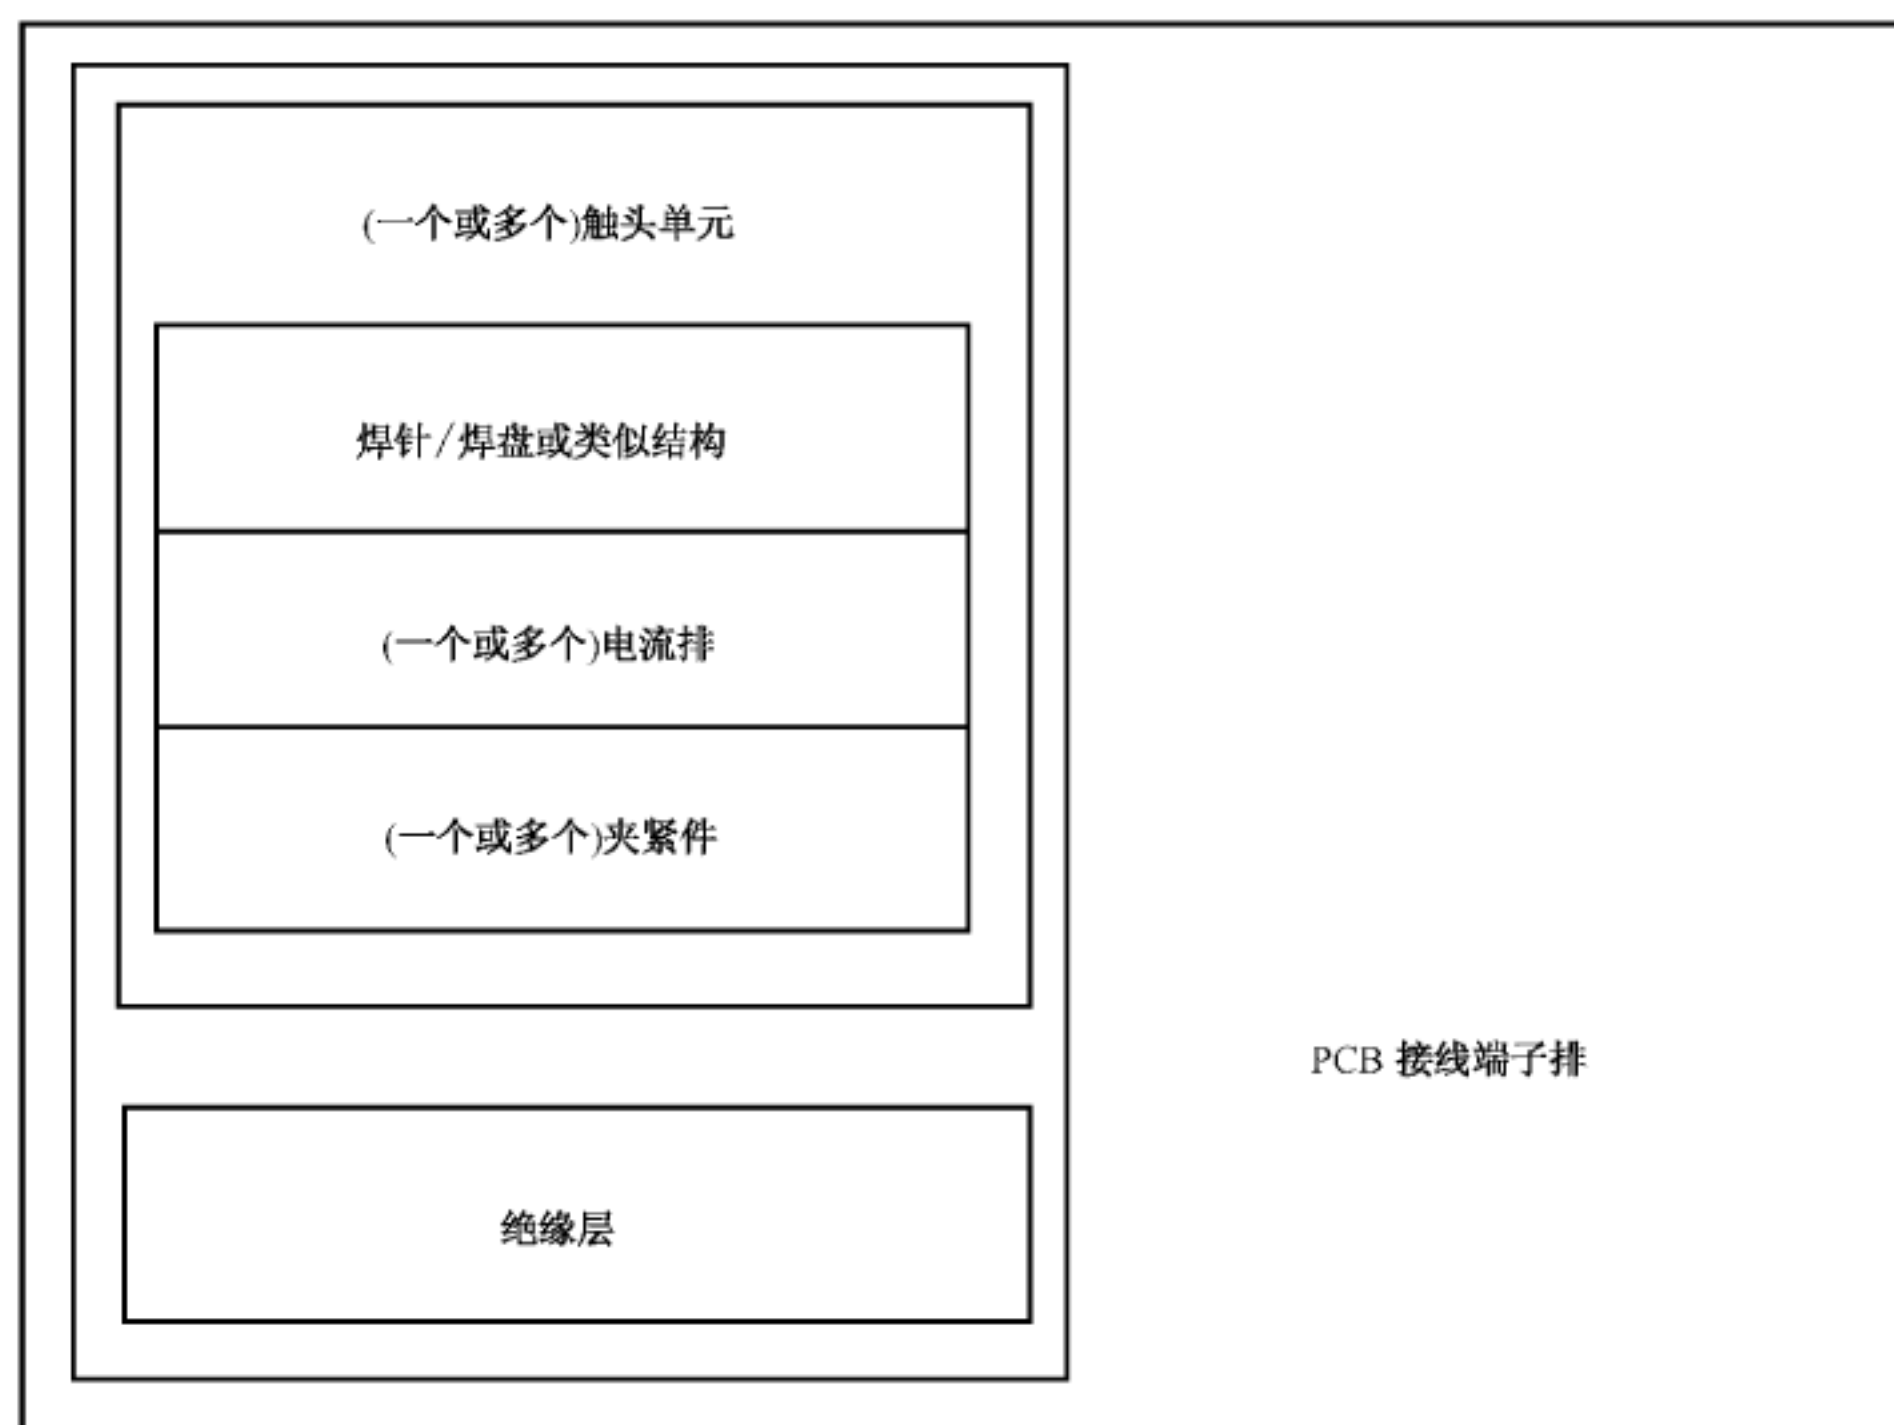 (一个或多个)触头单元
焊针/焊盘或类似结构
(一个或多个)电流排
(一个或多个)夹紧件
PCB 接线端子排
绝缘层